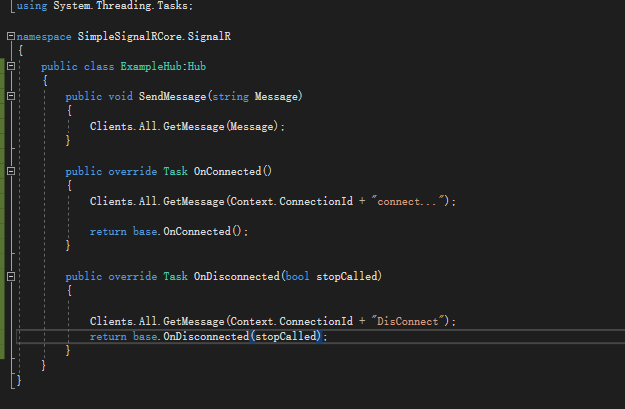 using System.Threading.Tasks;
namespace SimpleSignalRCore.SignalR
{
public class ExampleHub:Hub
{
public void SendMessage(string Message)
{
Clients.All.GetMessage(Message);
}
public override Task OnConnected()
{
Clients.All.GetMessage(Context.ConnectionId + "connect...");
return base.OnConnected();
}
public override Task OnDisconnected(bool stopCalled)
{
Clients.All.GetMessage(Context.ConnectionId + "DisConnect");
return base.OnDisconnected(stopCalled);
}
}
}